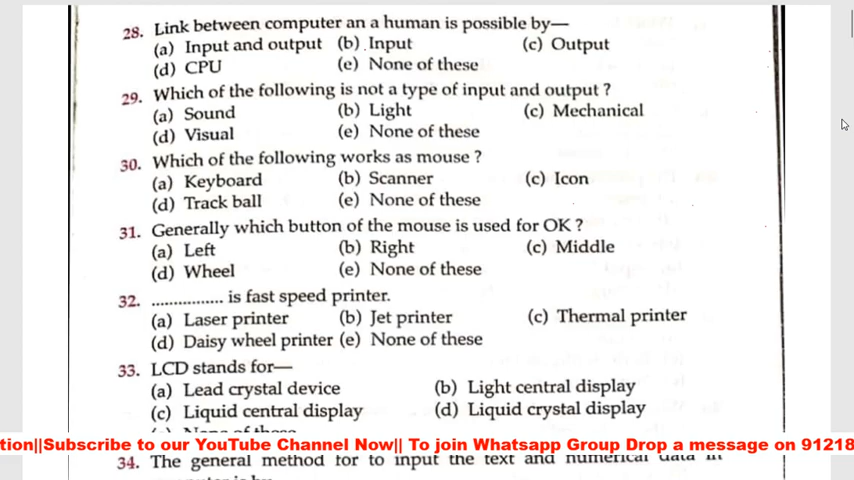 28. Link between computer an a human is possible by—
(a) Input and output (b) Input (c) Output
(d) CPU (e) None of these
29. Which of the following is not a type of input and output ?
(a) Sound (b) Light (c) Mechanical
(d) Visual (e) None of these
30. Which of the following works as mouse ?
(a) Keyboard (b) Scanner (c) Icon
(d) Track ball (e) None of these
31. Generally which button of the mouse is used for OK ?
(a) Left (b) Right (c) Middle
(d) Wheel (e) None of these
32. ................ is fast speed printer.
(a) Laser printer (b) Jet printer (c) Thermal printer
(d) Daisy wheel printer (e) None of these
33. LCD stands for—
(a) Lead crystal device (b) Light central display
(c) Liquid central display (d) Liquid crystal display
tion||Subscribe to our YouTube Channel Now|| To join Whatsapp Group Drop a message on 91218
34. The general method for to input the text and numerical data in